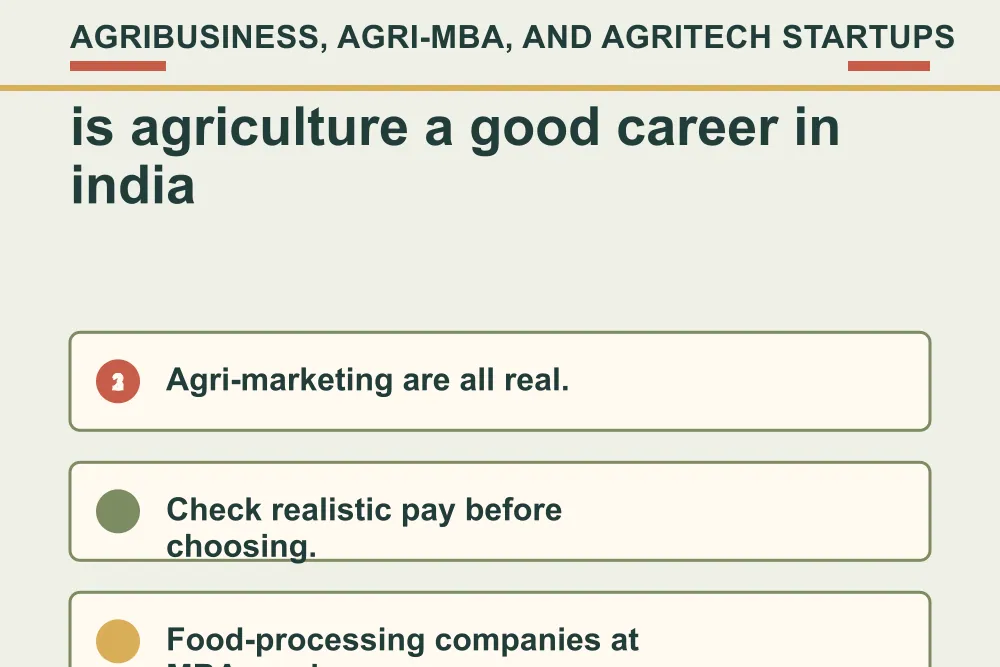 AGRIBUSINESS, AGRI-MBA, AND AGRITECH STARTUPS
is agriculture a good career in
india
Agri-marketing are all real.
Check realistic pay before
choosing.
Food-processing companies at